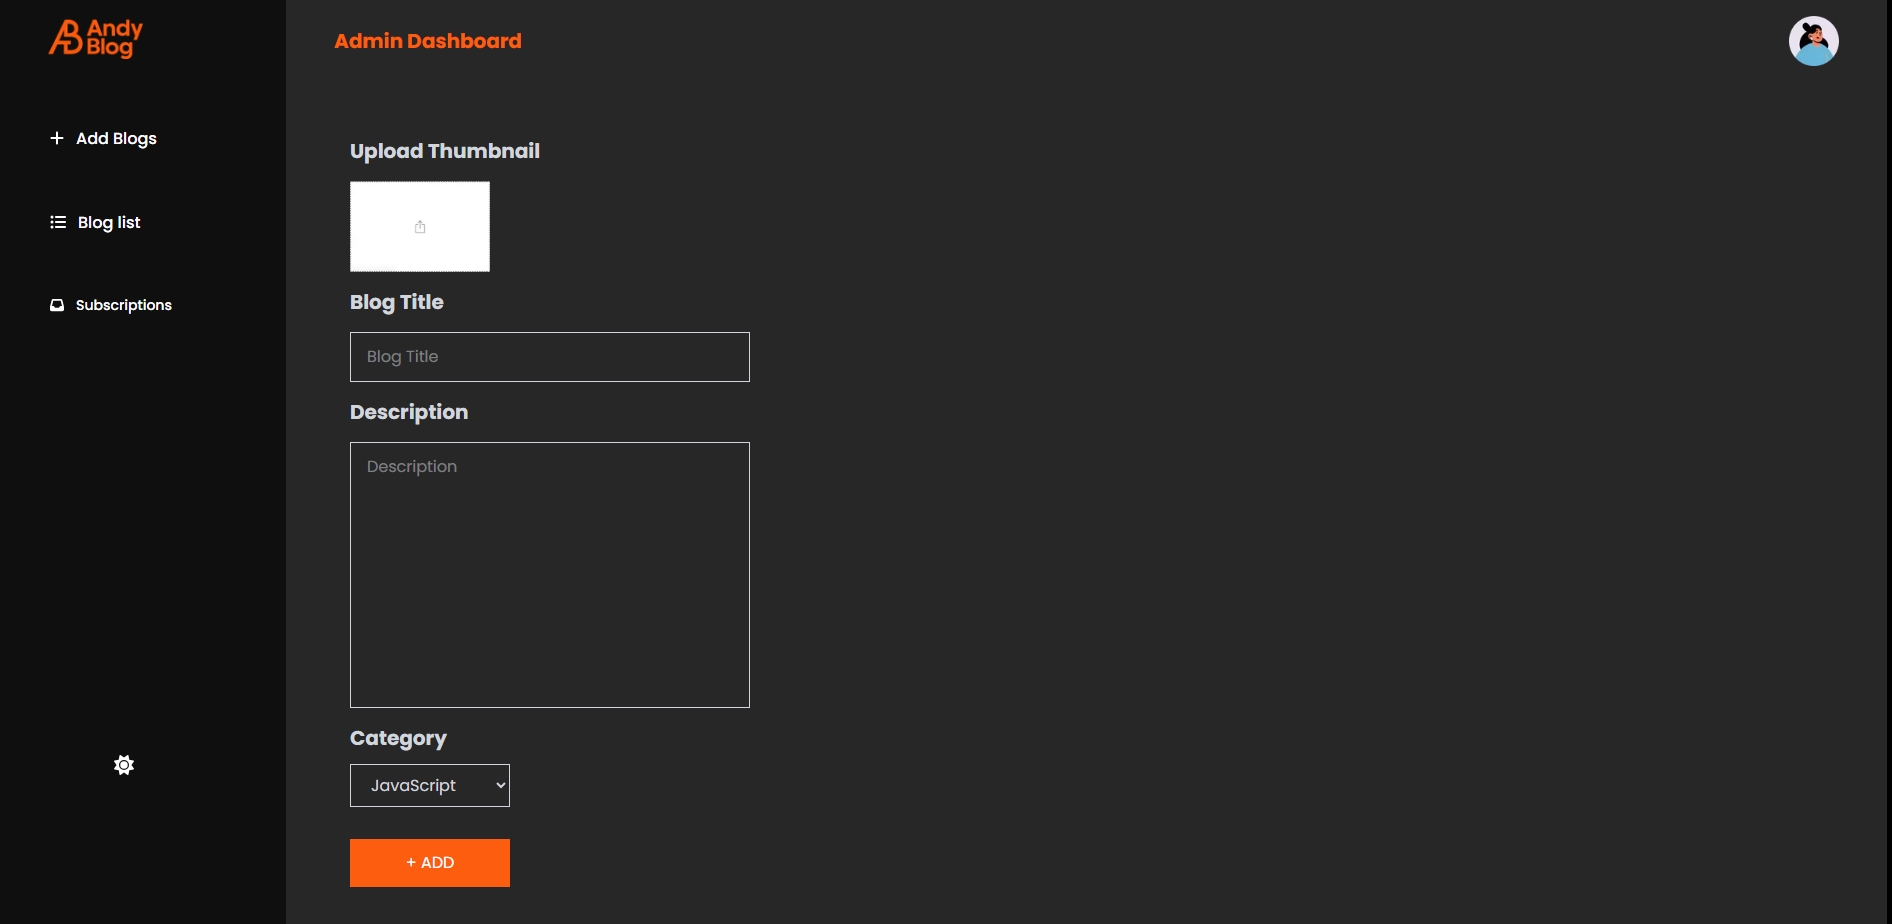 Andy
Blog
Admin Dashboard
Add Blogs
Blog list
Subscriptions
Upload Thumbnail
Blog Title
Blog Title
Description
Description
Category
JavaScript
+ ADD